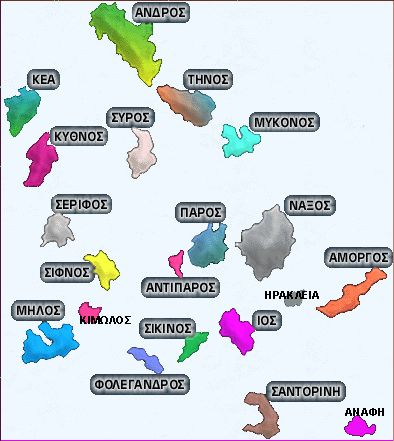 ΑΝΔΡΟΣ
ΚΕΑ
ΤΗΝΟΣ
ΣΥΡΟΣ
ΜΥΚΟΝΟΣ
ΚΥΘΝΟΣ
ΣΕΡΙΦΟΣ
ΠΑΡΟΣ
ΝΑΞΟΣ
ΑΜΟΡΓΟΣ
ΣΙΦΝΟΣ
ΑΝΤΙΠΑΡΟΣ
ΗΡΑΚΛΕΙΑ
ΜΗΛΟΣ
ΚΙΜΩΛΟΣ
ΣΙΚΙΝΟΣ
ΙΟΣ
ΦΟΛΕΓΑΝΔΡΟΣ
ΣΑΝΤΟΡΙΝΗ
ΑΝΑΦΗ